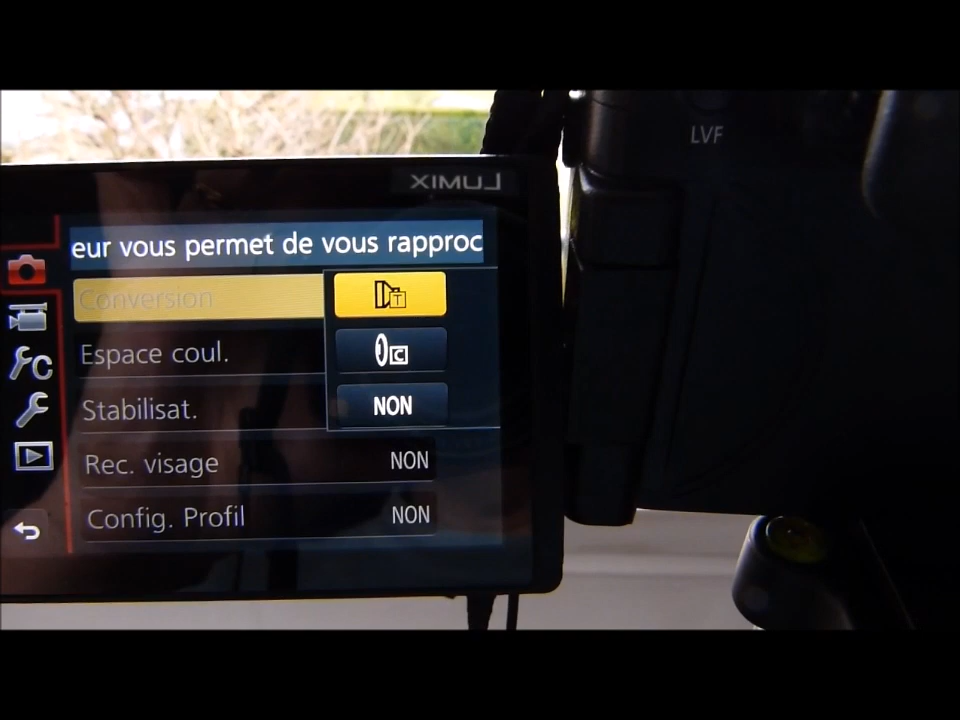 LVF
LUMIX
eur vous permet de vous rapproc
Conversion
T
Espace coul.
C
Stabilisat.
NON
Rec. visage NON
Config. Profil NON
C